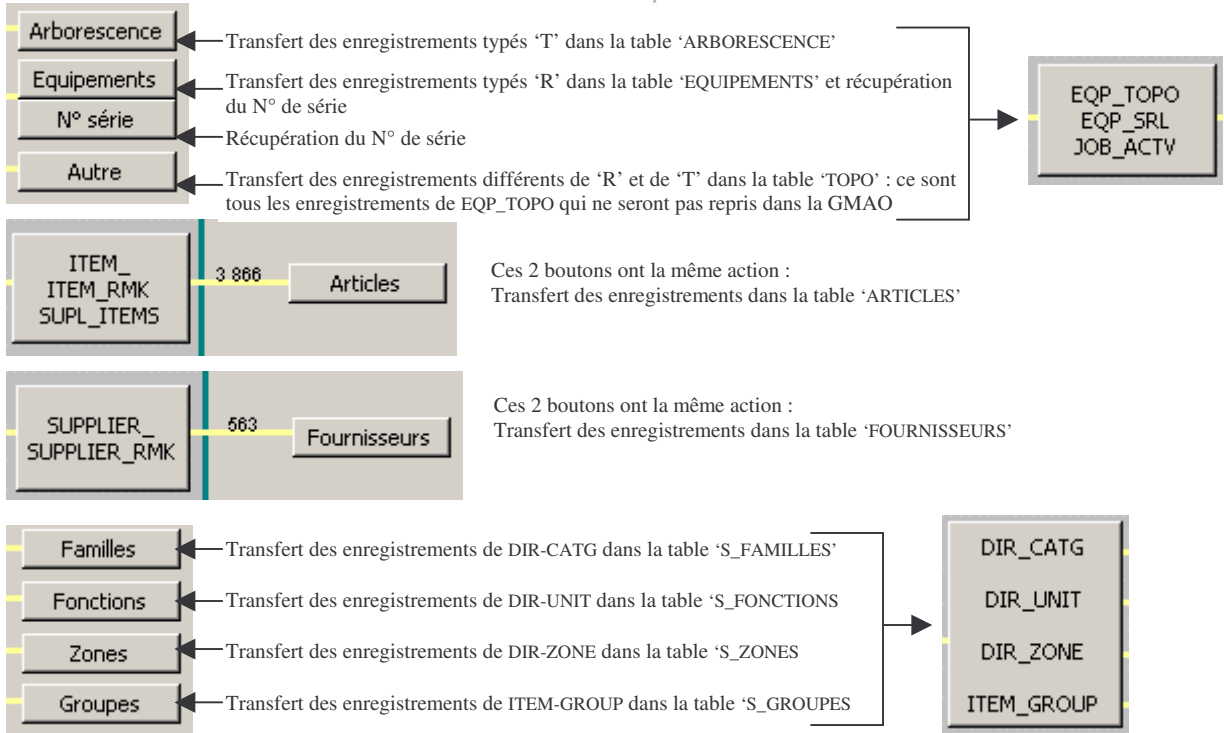 Arborescence
Transfert des enregistrements typés ‘T’ dans la table ‘ARBORESCENCE’
Equipements
Transfert des enregistrements typés ‘R’ dans la table ‘EQUIPEMENTS’ et récupération
du N° de série
N° série
Récupération du N° de série
Autre
Transfert des enregistrements différents de ‘R’ et de ‘T’ dans la table ‘TOPO’ : ce sont
tous les enregistrements de EQP_TOPO qui ne seront pas repris dans la GMAO
EQP_TOPO
EQP_SRL
JOB_ACTV
ITEM_
ITEM_RMK
SUPL_ITEMS
3 866
Articles
Ces 2 boutons ont la même action :
Transfert des enregistrements dans la table ‘ARTICLES’
SUPPLIER_
SUPPLIER_RMK
563
Fournisseurs
Ces 2 boutons ont la même action :
Transfert des enregistrements dans la table ‘FOURNISSEURS’
Familles
Transfert des enregistrements de DIR-CATG dans la table ‘S_FAMILLES’
Fonctions
Transfert des enregistrements de DIR-UNIT dans la table ‘S_FONCTIONS
Zones
Transfert des enregistrements de DIR-ZONE dans la table ‘S_ZONES
Groupes
Transfert des enregistrements de ITEM-GROUP dans la table ‘S_GROUPES
DIR_CATG
DIR_UNIT
DIR_ZONE
ITEM_GROUP